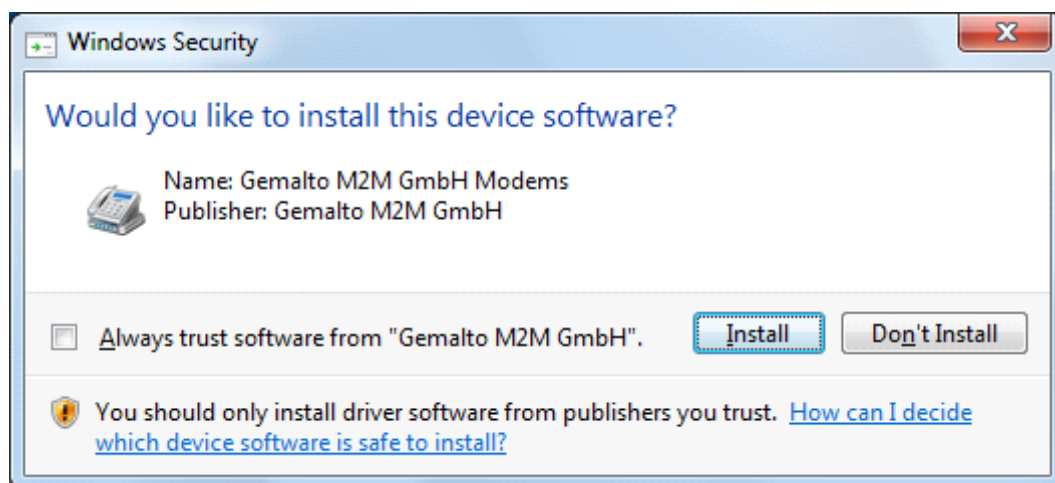 Windows Security
Would you like to install this device software?
Name: Gemalto M2M GmbH Modems
Publisher: Gemalto M2M GmbH
Always trust software from "Gemalto M2M GmbH".
Install
Don't Install
You should only install driver software from publishers you trust. How can I decide
which device software is safe to install?